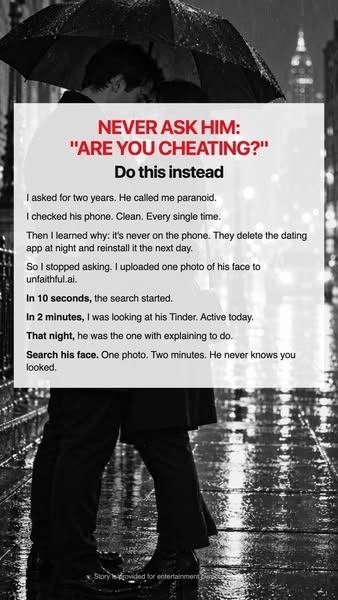 NEVER ASK HIM:
"ARE YOU CHEATING?"
Do this instead
I asked for two years. He called me paranoid.
I checked his phone. Clean. Every single time.
Then I learned why: it's never on the phone. They delete the dating
app at night and reinstall it the next day.
So I stopped asking. I uploaded one photo of his face to
unfaithful.ai.
In 10 seconds, the search started.
In 2 minutes, I was looking at his Tinder. Active today.
That night, he was the one with explaining to do.
Search his face. One photo. Two minutes. He never knows you
looked.
Story is provided for entertainment